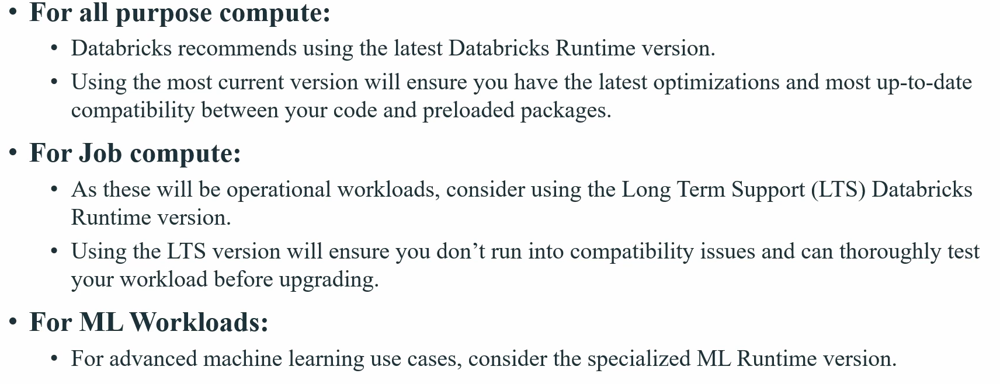 • For all purpose compute:
• Databricks recommends using the latest Databricks Runtime version.
• Using the most current version will ensure you have the latest optimizations and most up-to-date
compatibility between your code and preloaded packages.
• For Job compute:
• As these will be operational workloads, consider using the Long Term Support (LTS) Databricks
Runtime version.
• Using the LTS version will ensure you don’t run into compatibility issues and can thoroughly test
your workload before upgrading.
• For ML Workloads:
• For advanced machine learning use cases, consider the specialized ML Runtime version.